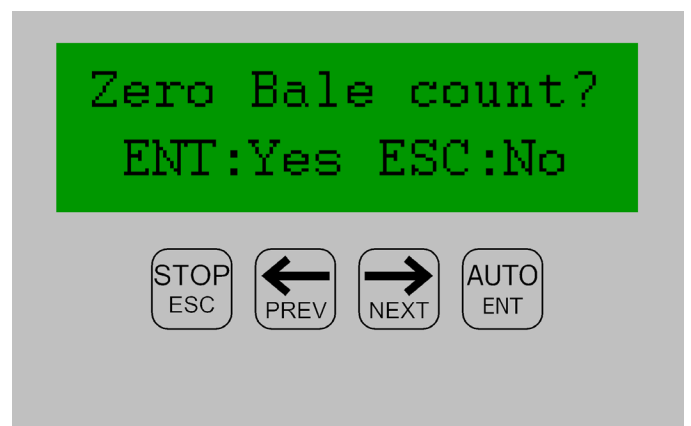 Zero Bale count?
ENT:Yes ESC:No
STOP
ESC
PREV
NEXT
AUTO
ENT